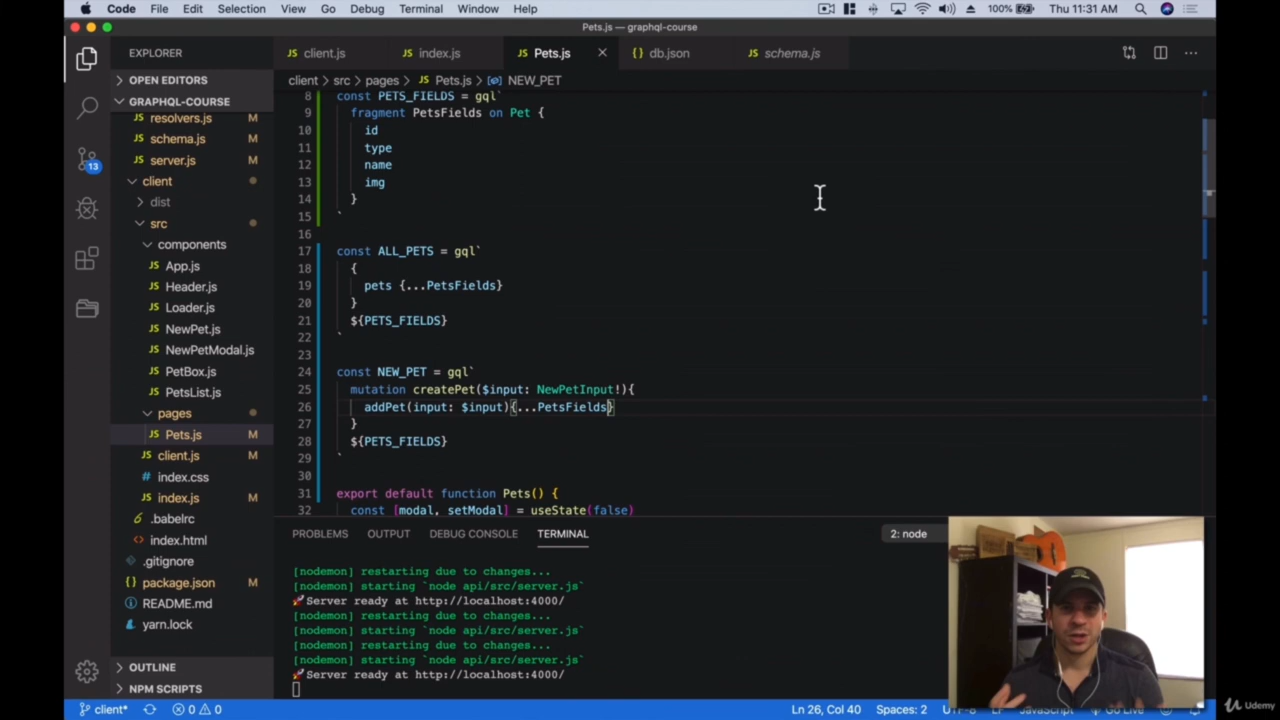 Code File Edit Selection View Go Debug Terminal Window Help 100% Thu 11:31 AM
Pets.js — graphql-course
EXPLORER
client.js index.js Pets.js db.json schema.js
OPEN EDITORS
client > src > pages > Pets.js > NEW_PET
GRAPHQL-COURSE
resolvers.js M
schema.js M
server.js M
client
dist
src
components
App.js
Header.js
Loader.js
NewPet.js
NewPetModal.js
PetBox.js
PetsList.js
pages
Pets.js M
client.js M
index.css
index.js M
.babelrc
index.html
.gitignore
package.json M
README.md
yarn.lock
OUTLINE
NPM SCRIPTS
13
8 const PETS_FIELDS = gql`
9 fragment PetsFields on Pet {
10 id
11 type
12 name
13 img
14 }
15 `
16
17 const ALL_PETS = gql`
18 {
19 pets {...PetsFields}
20 }
21 ${PETS_FIELDS}
22 `
23
24 const NEW_PET = gql`
25 mutation createPet($input: NewPetInput!){
26 addPet(input: $input){...PetsFields}
27 }
28 ${PETS_FIELDS}
29 `
30
31 export default function Pets() {
32 const [modal, setModal] = useState(false)
PROBLEMS OUTPUT DEBUG CONSOLE TERMINAL 2: node
[nodemon] restarting due to changes...
[nodemon] starting `node api/src/server.js`
🚀Server ready at http://localhost:4000/
[nodemon] restarting due to changes...
[nodemon] starting `node api/src/server.js`
[nodemon] restarting due to changes...
[nodemon] starting `node api/src/server.js`
🚀Server ready at http://localhost:4000/
client* 0 0 Ln 26, Col 40 Spaces: 2 UTF-8 LF JavaScript Go Live
Udemy